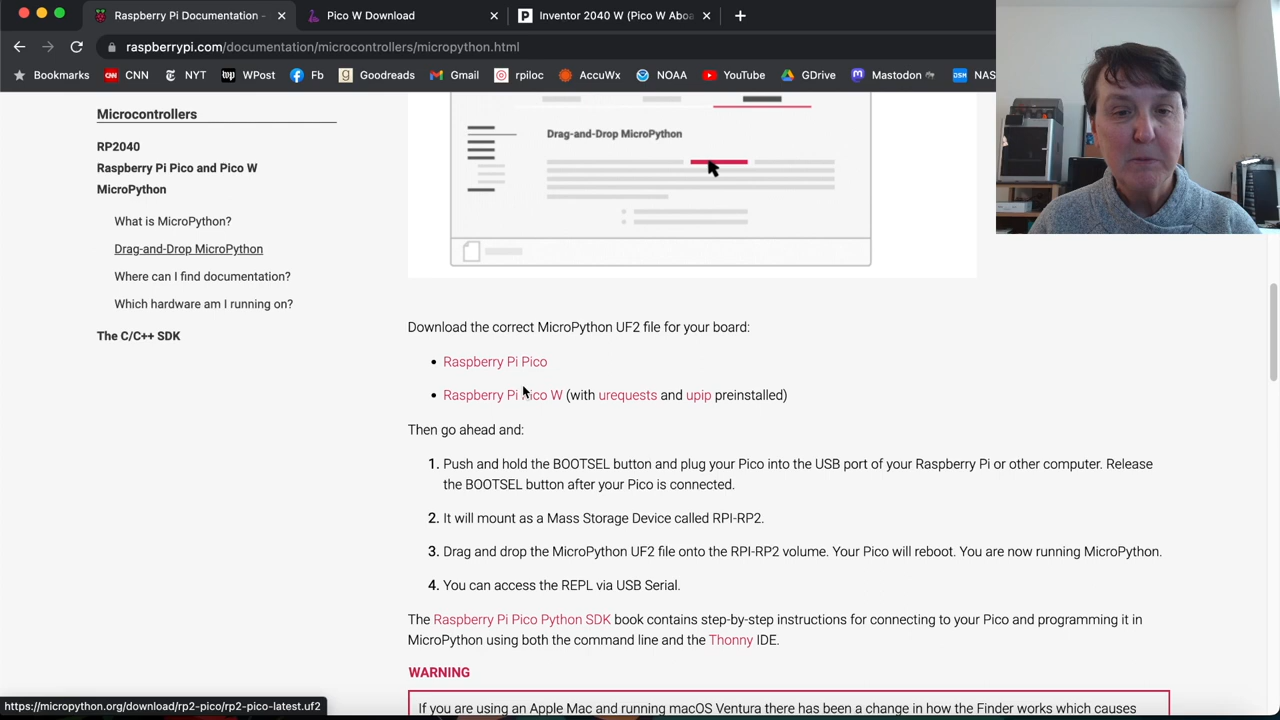 Raspberry Pi Documentation -
Pico W Download
Inventor 2040 W (Pico W Aboa
raspberrypi.com/documentation/microcontrollers/micropython.html
Bookmarks CNN NYT WPost Fb Goodreads Gmail rpiloc AccuWx NOAA YouTube GDrive Mastodon NAS
Microcontrollers
RP2040
Raspberry Pi Pico and Pico W
MicroPython
What is MicroPython?
Drag-and-Drop MicroPython
Where can I find documentation?
Which hardware am I running on?
The C/C++ SDK
Drag-and-Drop MicroPython
Download the correct MicroPython UF2 file for your board:
• Raspberry Pi Pico
• Raspberry Pi Pico W (with urequests and upip preinstalled)
Then go ahead and:
1. Push and hold the BOOTSEL button and plug your Pico into the USB port of your Raspberry Pi or other computer. Release
the BOOTSEL button after your Pico is connected.
2. It will mount as a Mass Storage Device called RPI-RP2.
3. Drag and drop the MicroPython UF2 file onto the RPI-RP2 volume. Your Pico will reboot. You are now running MicroPython.
4. You can access the REPL via USB Serial.
The Raspberry Pi Pico Python SDK book contains step-by-step instructions for connecting to your Pico and programming it in
MicroPython using both the command line and the Thonny IDE.
WARNING
If you are using an Apple Mac and running macOS Ventura there has been a change in how the Finder works which causes
https://micropython.org/download/rp2-pico/rp2-pico-latest.uf2